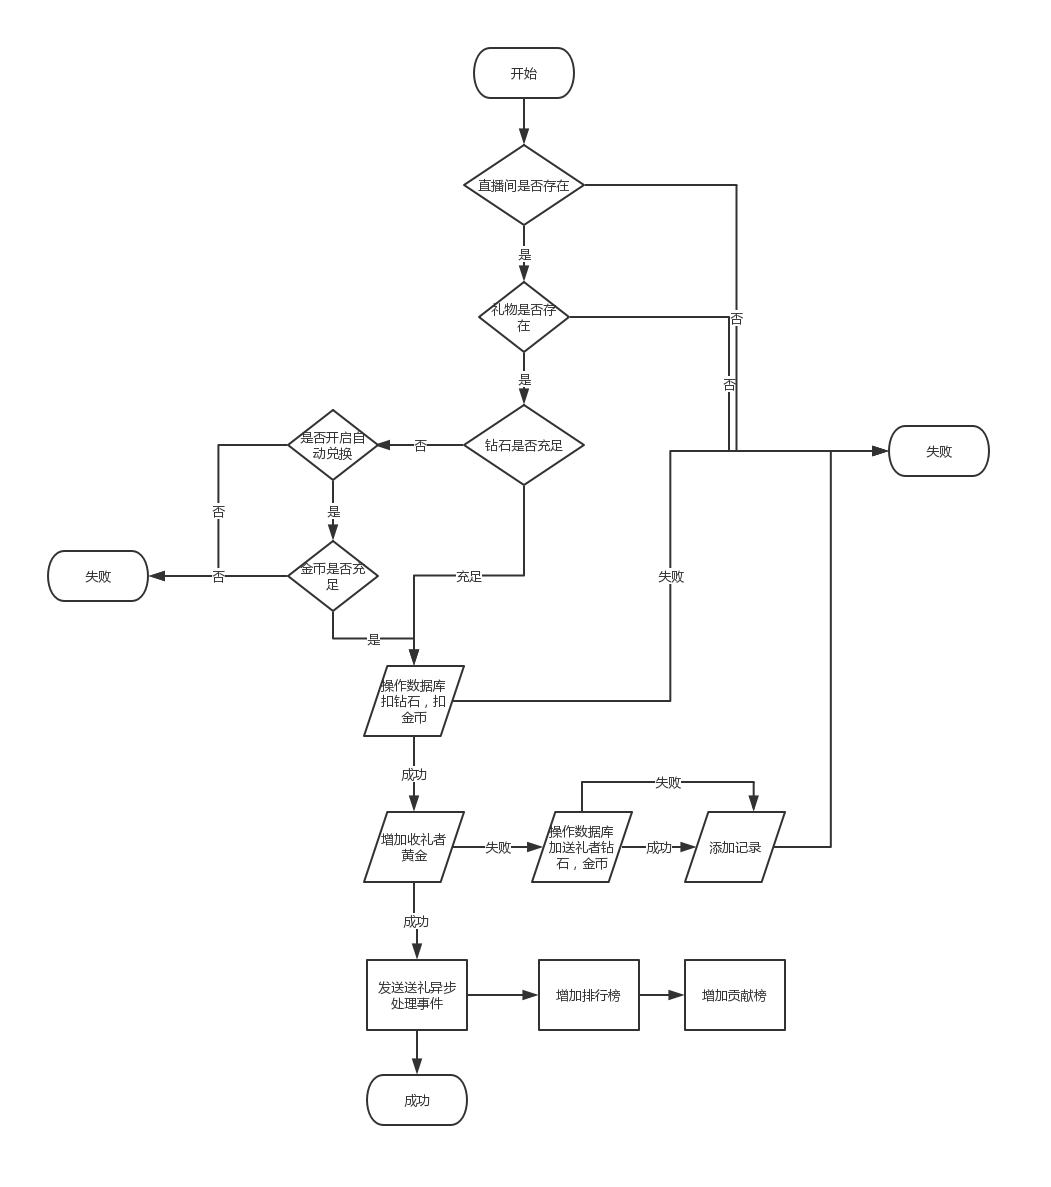 开始
直播间是否存在
是
否
礼物是否存
在
否
是
钻石是否充足
否
是否开启自
动兑换
失败
否
是
失败
否
金币是否充
足
充足
失败
是
操作数据库
扣钻石，扣
金币
成功
失败
增加收礼者
黄金
失败
操作数据库
加送礼者钻
石，金币
成功
添加记录
成功
发送送礼异步
处理事件
增加排行榜
增加贡献榜
成功